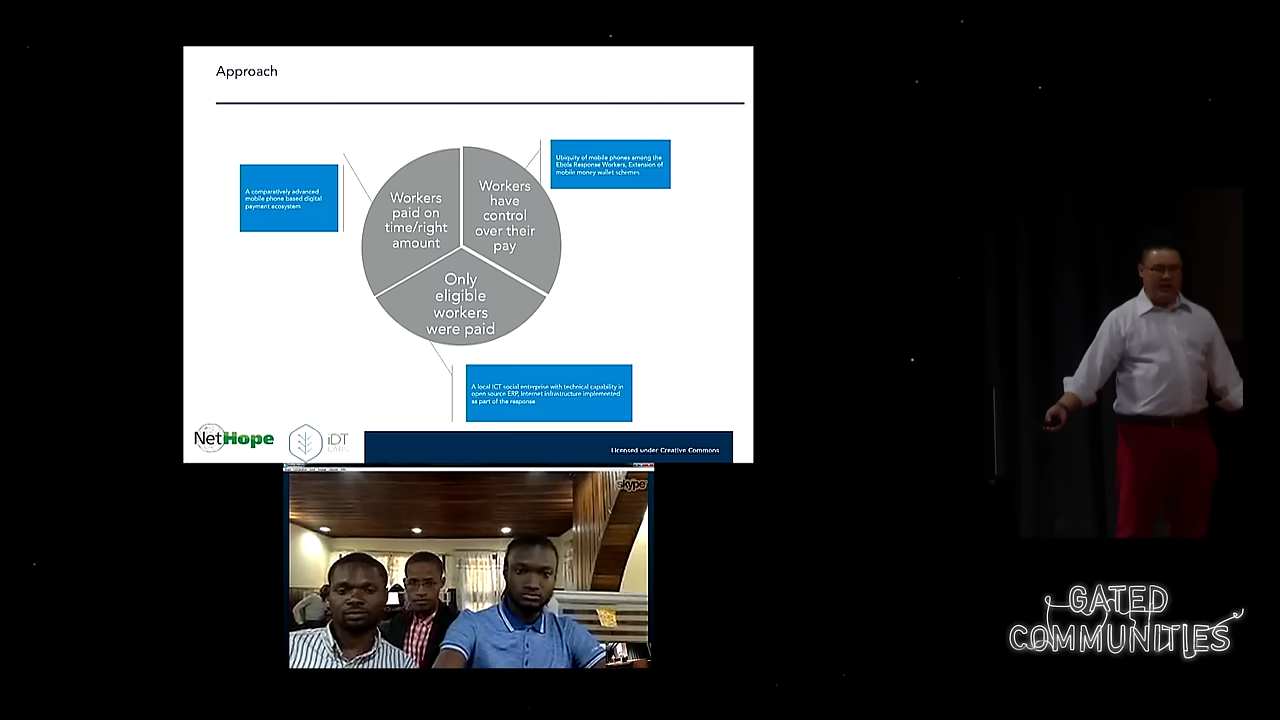 Approach
A comparatively advanced
mobile phone based digital
payment ecosystem
Workers
paid on
time/right
amount
Workers
have
control
over their
pay
Ubiquity of mobile phones among the
Ebola Response Workers, Extension of
mobile money wallet schemes
Only
eligible
workers
were paid
A local ICT social enterprise with technical capability in
open source ERP, Internet infrastructure implemented
as part of the response
NetHope
iDT
LABS
Licensed under Creative Commons
skype
GATED
COMMUNITIES